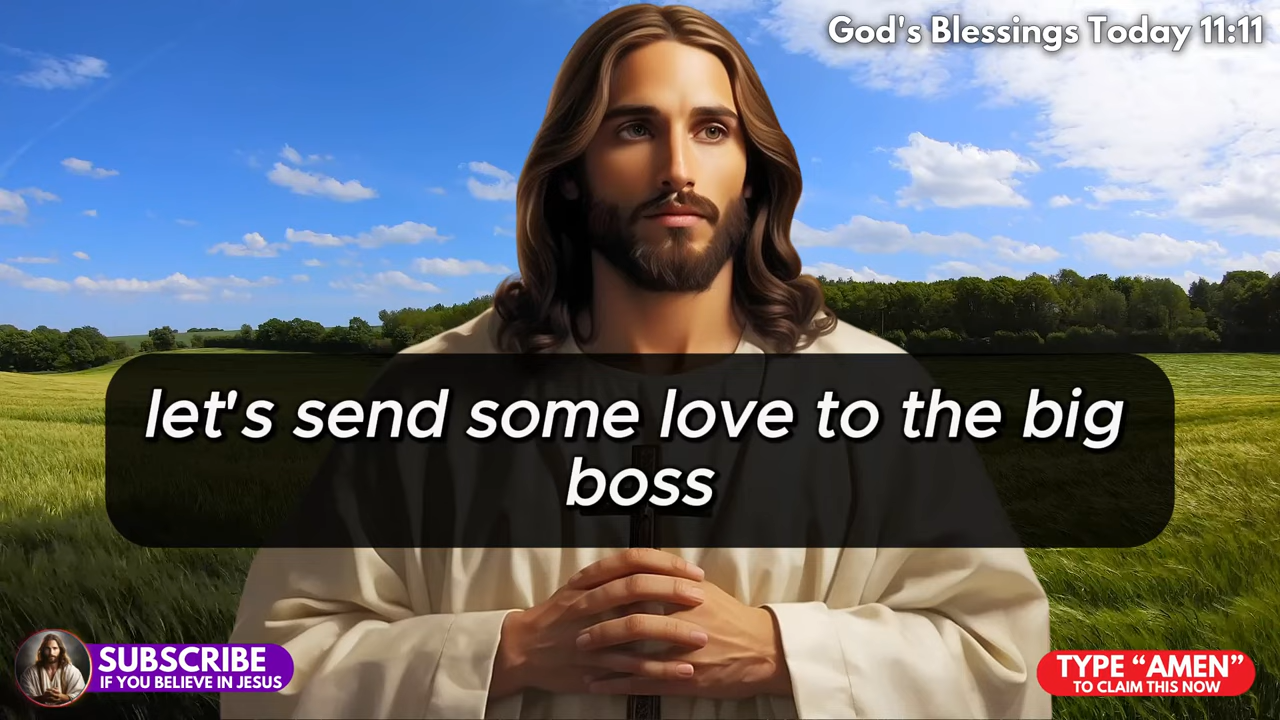 God's Blessings Today 11:11
let's send some love to the big
boss
SUBSCRIBE
IF YOU BELIEVE IN JESUS
TYPE “AMEN”
TO CLAIM THIS NOW